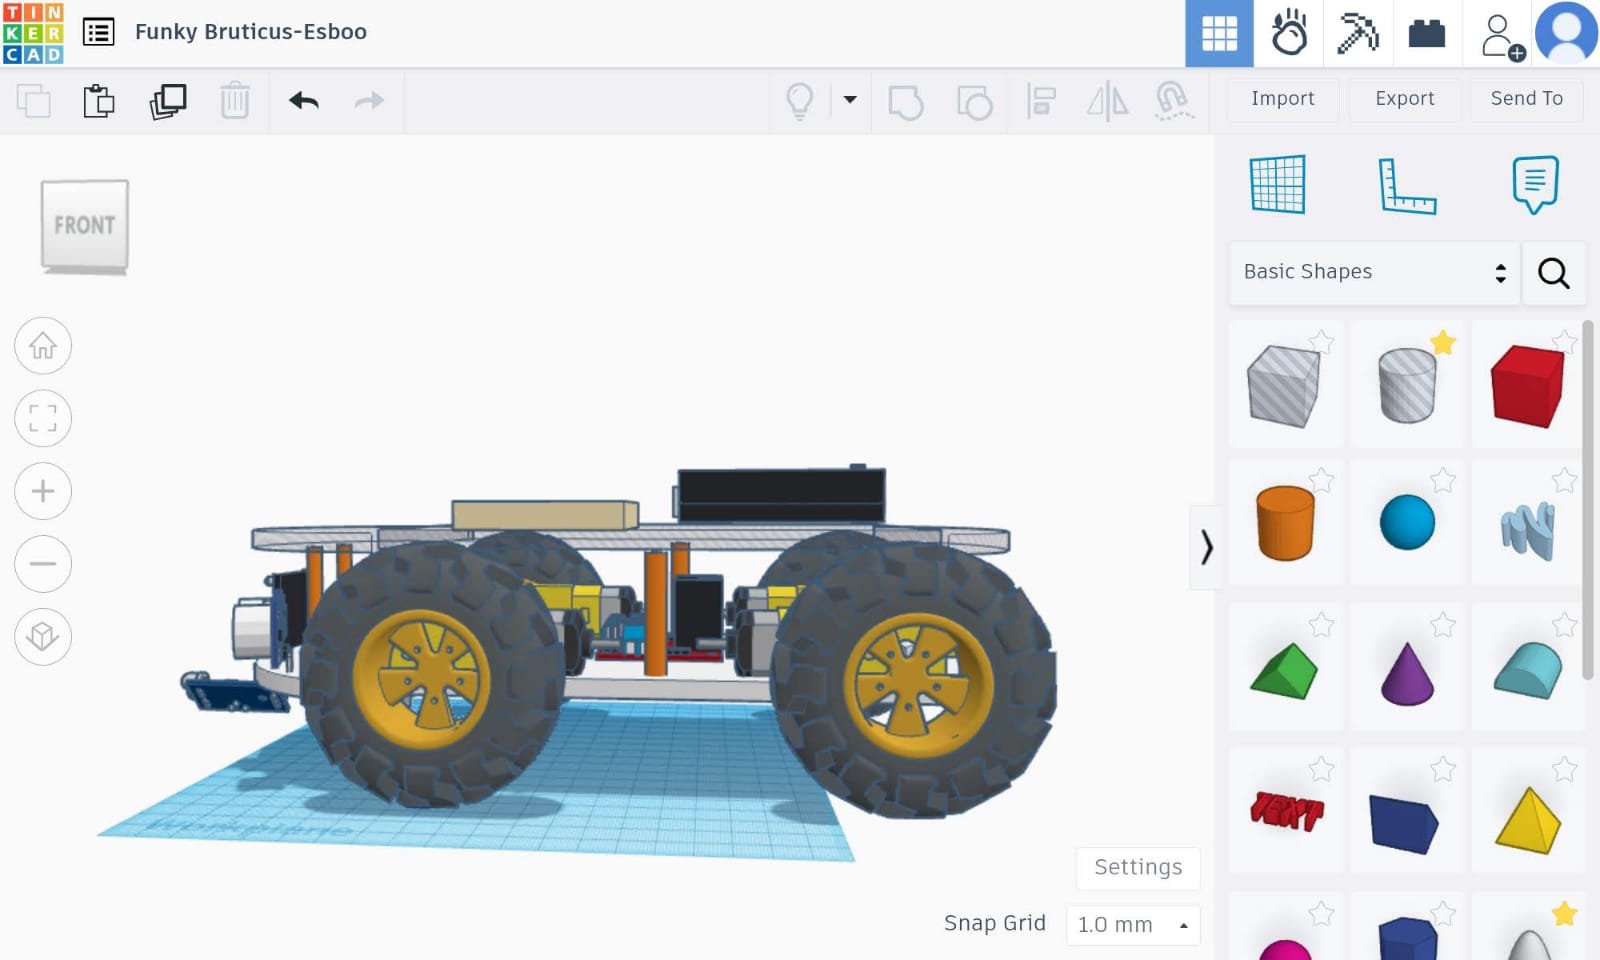 TIN
KER
CAD
Funky Bruticus-Esboo
Import
Export
Send To
FRONT
Basic Shapes
TEXT
Settings
Snap Grid
1.0 mm